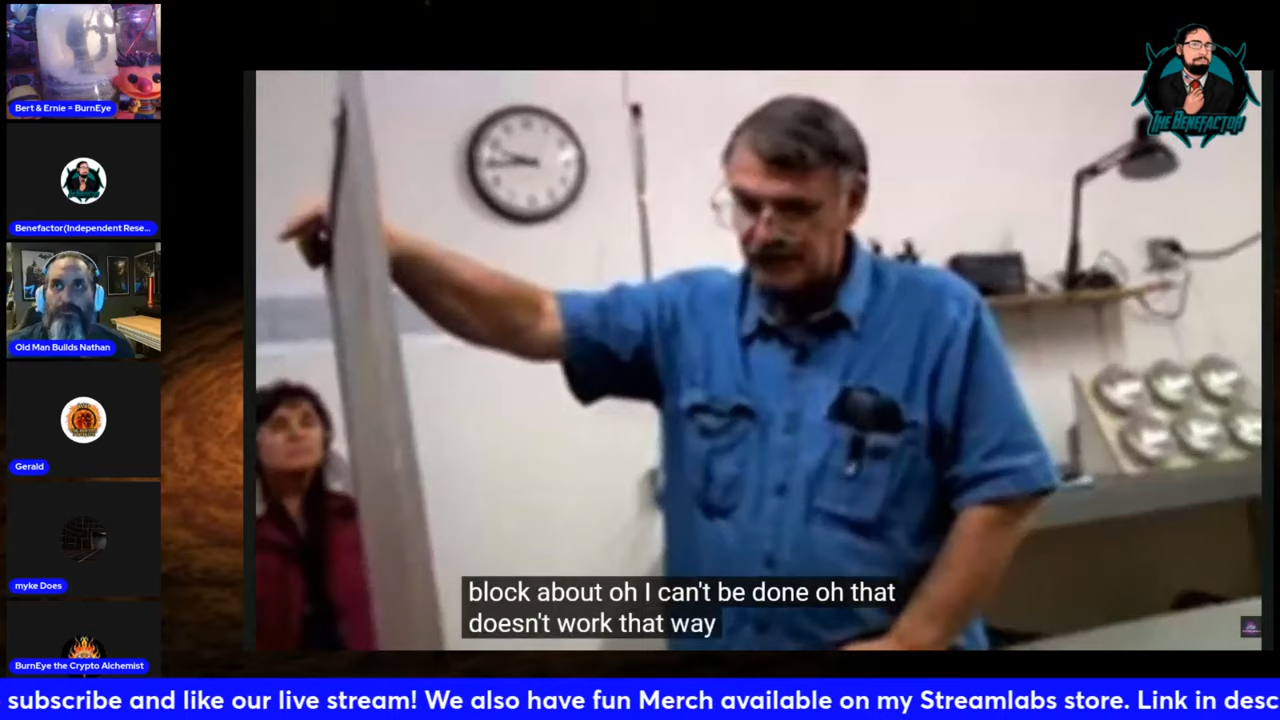 Bert & Ernie = BurnEye
Benefactor(Independent Rese...
Old Man Builds Nathan
Gerald
myke Does
BurnEye the Crypto Alchemist
THE BENEFACTOR
block about oh I can't be done oh that
doesn't work that way
subscribe and like our live stream! We also have fun Merch available on my Streamlabs store. Link in desc